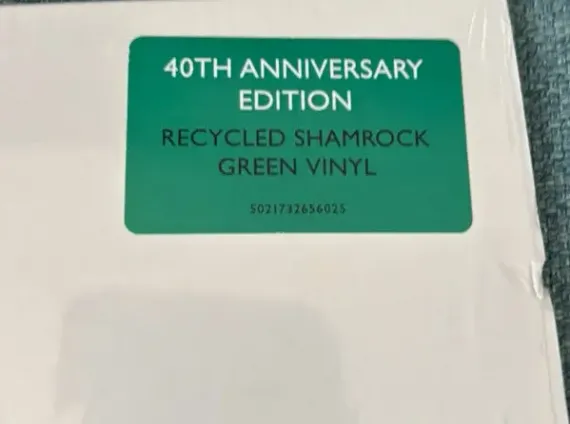 40TH ANNIVERSARY
EDITION
RECYCLED SHAMROCK
GREEN VINYL
5021732656025